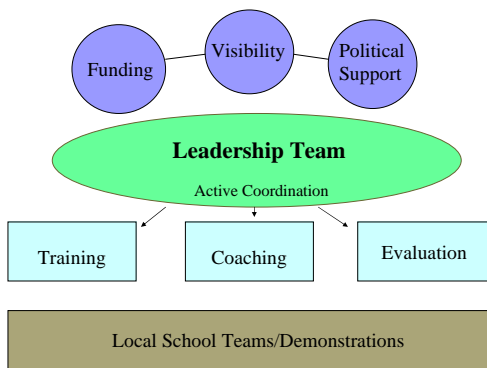 Funding
Visibility
Political
Support
Leadership Team
Active Coordination
Training
Coaching
Evaluation
Local School Teams/Demonstrations